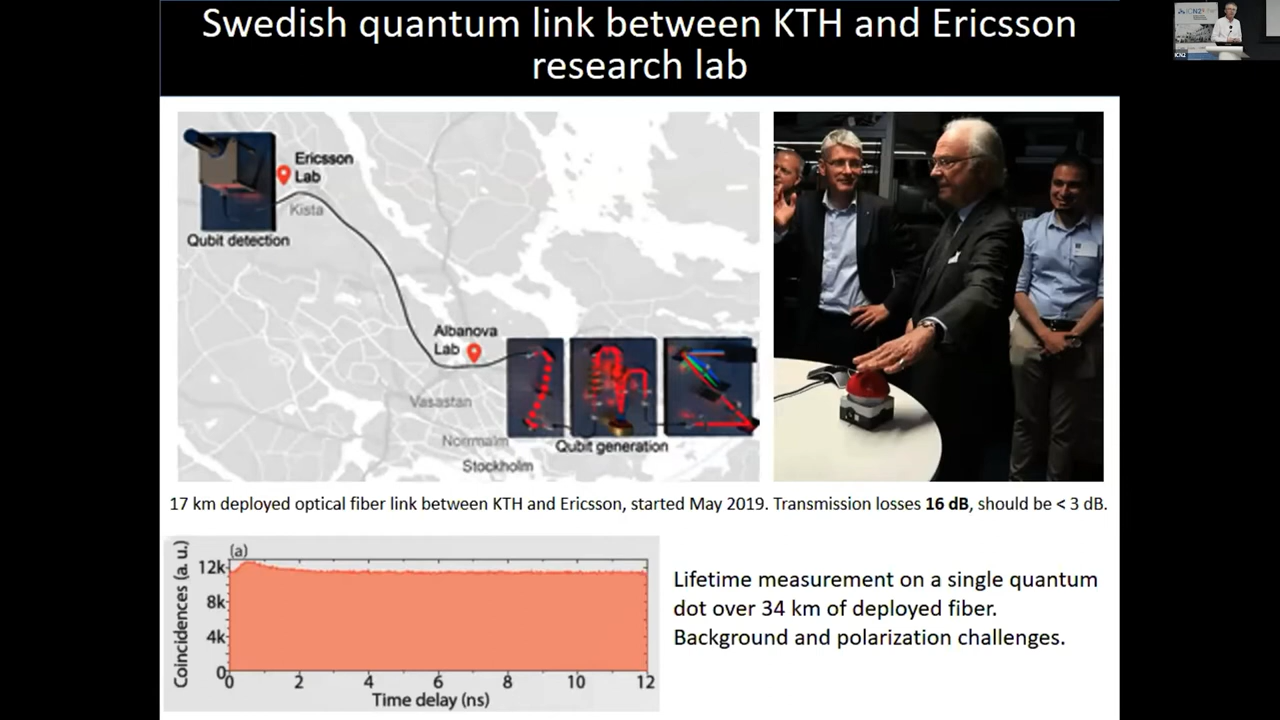 Swedish quantum link between KTH and Ericsson
research lab
ICN2
Ericsson
Lab
Kista
Qubit detection
Albanova
Lab
Vasastan
Norrmalm
Qubit generation
Stockholm
17 km deployed optical fiber link between KTH and Ericsson, started May 2019. Transmission losses 16 dB, should be < 3 dB.
(a)
Coincidences (a. u.)
12k
8k
4k
0
0 2 4 6 8 10 12
Time delay (ns)
Lifetime measurement on a single quantum
dot over 34 km of deployed fiber.
Background and polarization challenges.